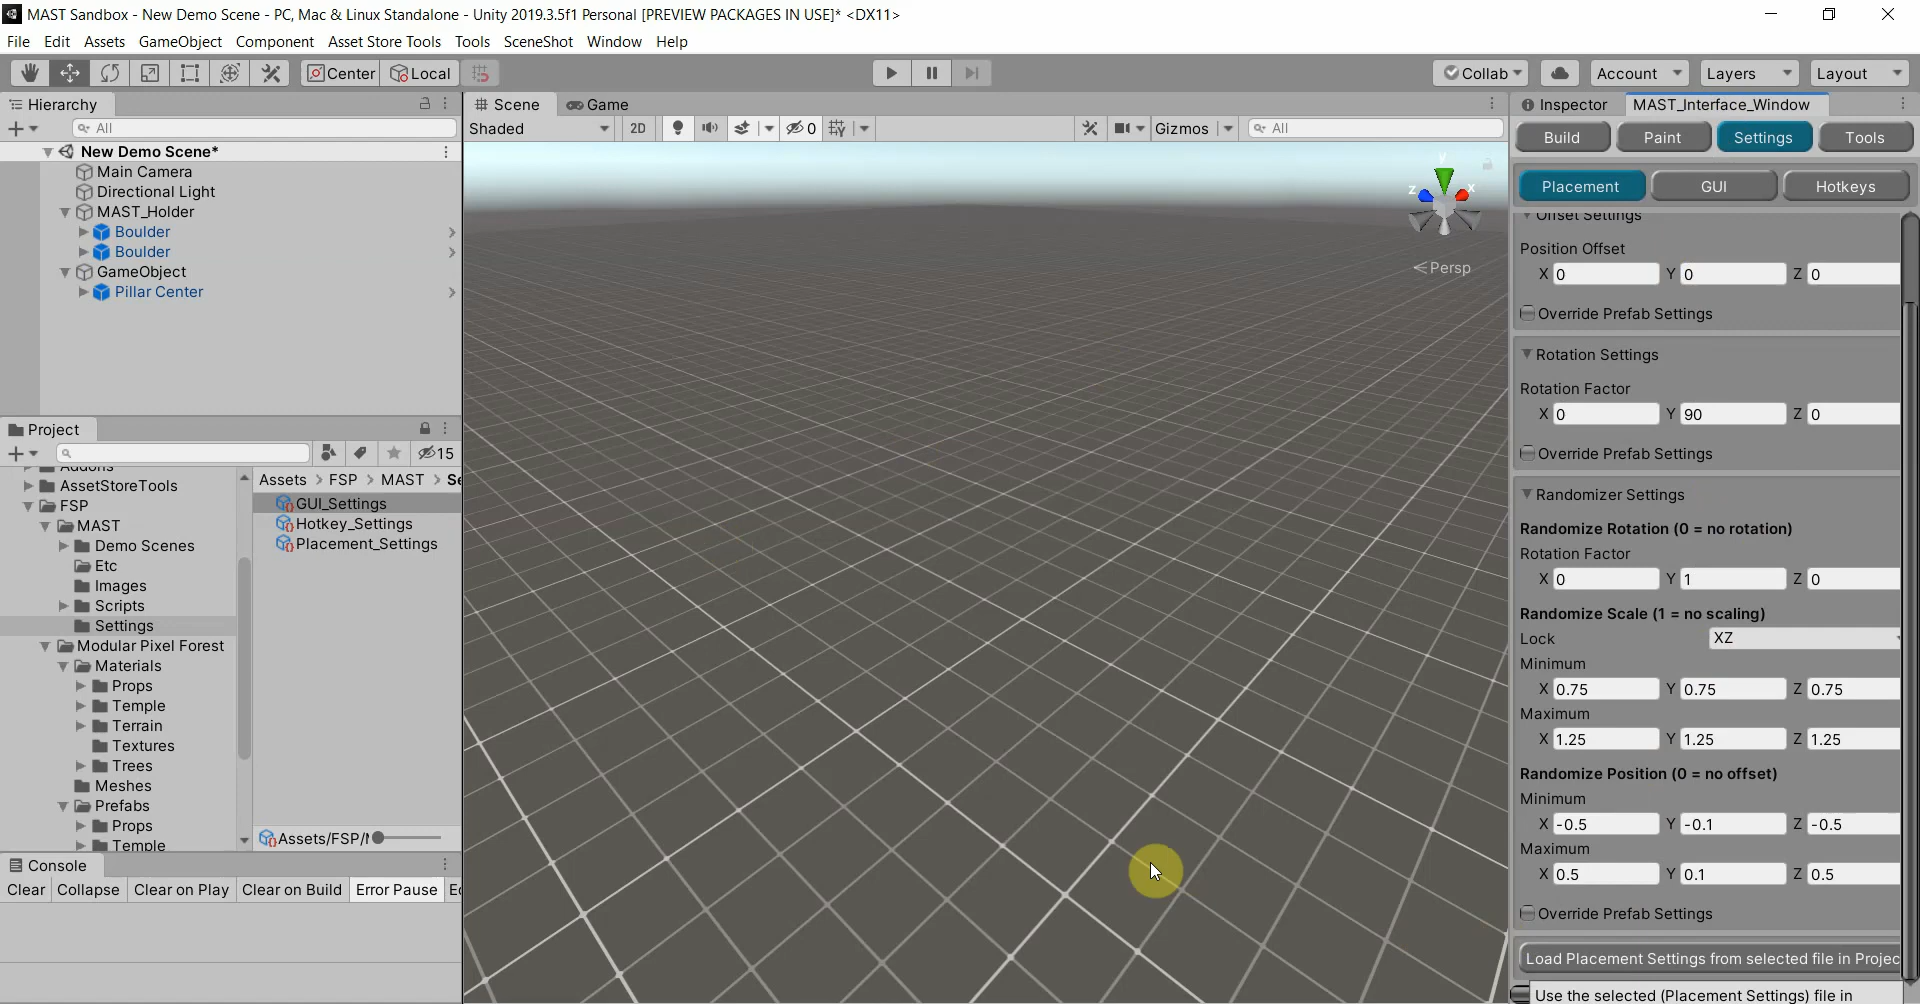 MAST Sandbox - New Demo Scene - PC, Mac & Linux Standalone - Unity 2019.3.5f1 Personal [PREVIEW PACKAGES IN USE]* <DX11>
File Edit Assets GameObject Component Asset Store Tools Tools SceneShot Window Help
Center Local Collab Account Layers Layout
Hierarchy
All
New Demo Scene*
Main Camera
Directional Light
MAST_Holder
Boulder
Boulder
GameObject
Pillar Center
Project
15
Addons
AssetStoreTools
FSP
MAST
Demo Scenes
Etc
Images
Scripts
Settings
Modular Pixel Forest
Materials
Props
Temple
Terrain
Textures
Trees
Meshes
Prefabs
Props
Temple
Assets > FSP > MAST > Se
GUI_Settings
Hotkey_Settings
Placement_Settings
Assets/FSP/
Console
Clear Collapse Clear on Play Clear on Build Error Pause
Scene Game
Shaded 2D 0 Gizmos All
y
z x
Persp
Inspector MAST_Interface_Window
Build Paint Settings Tools
Placement GUI Hotkeys
Offset Settings
Position Offset
X 0 Y 0 Z 0
Override Prefab Settings
Rotation Settings
Rotation Factor
X 0 Y 90 Z 0
Override Prefab Settings
Randomizer Settings
Randomize Rotation (0 = no rotation)
Rotation Factor
X 0 Y 1 Z 0
Randomize Scale (1 = no scaling)
Lock XZ
Minimum
X 0.75 Y 0.75 Z 0.75
Maximum
X 1.25 Y 1.25 Z 1.25
Randomize Position (0 = no offset)
Minimum
X -0.5 Y -0.1 Z -0.5
Maximum
X 0.5 Y 0.1 Z 0.5
Override Prefab Settings
Load Placement Settings from selected file in Projec
Use the selected (Placement Settings) file in